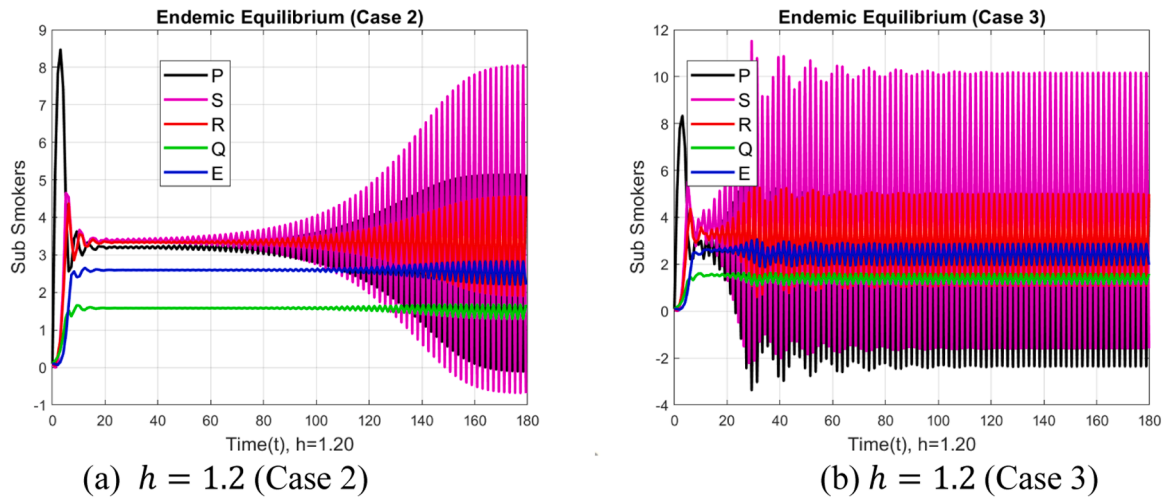 Endemic Equilibrium (Case 2)
9
8
7
6
5
4
3
2
1
0
-1
Sub Smokers
P
S
R
Q
E
0 20 40 60 80 100 120 140 160 180
Time(t), h=1.20
(a) h = 1.2 (Case 2)
Endemic Equilibrium (Case 3)
12
10
8
6
4
2
0
-2
-4
Sub Smokers
P
S
R
Q
E
0 20 40 60 80 100 120 140 160 180
Time(t), h=1.20
(b) h = 1.2 (Case 3)